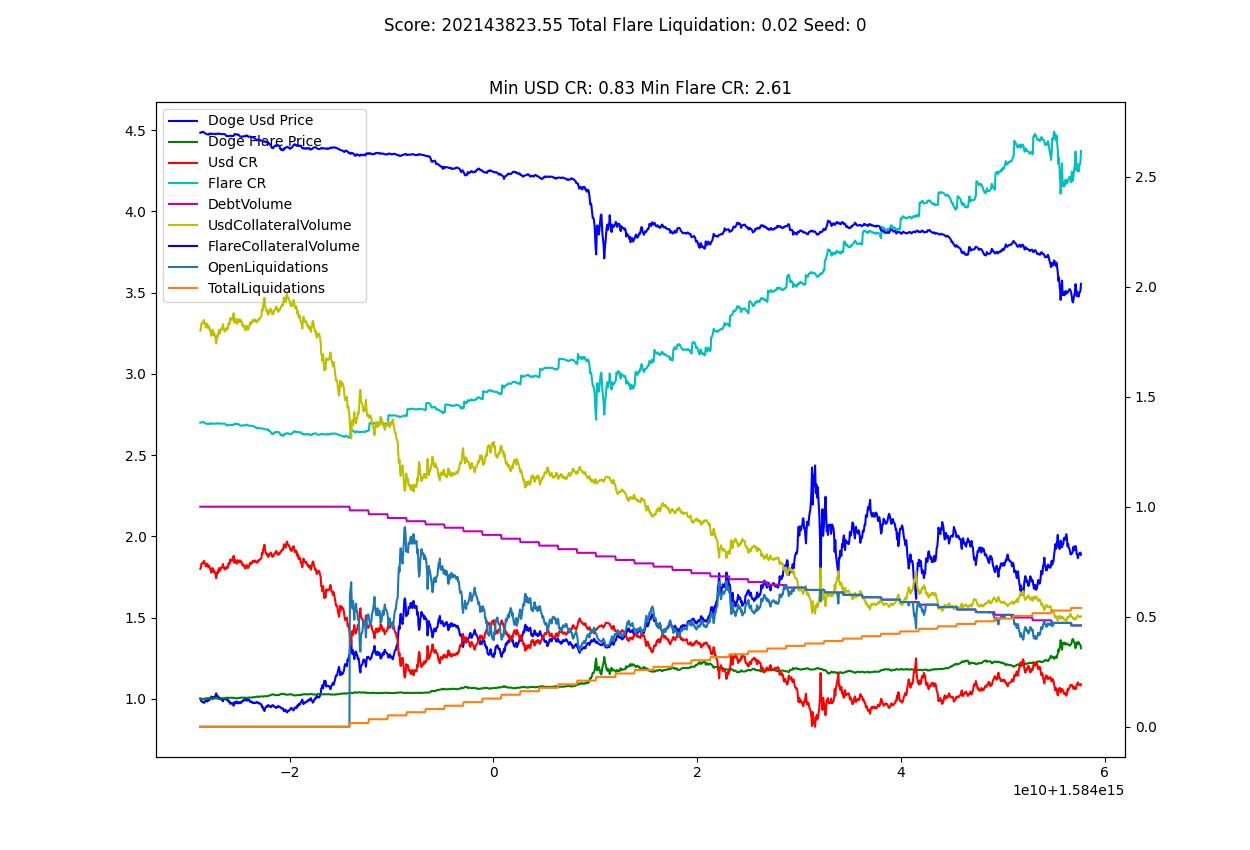 Score: 202143823.55 Total Flare Liquidation: 0.02 Seed: 0
Min USD CR: 0.83 Min Flare CR: 2.61
Doge Usd Price
Doge Flare Price
Usd CR
Flare CR
DebtVolume
UsdCollateralVolume
FlareCollateralVolume
OpenLiquidations
TotalLiquidations
4.5
4.0
3.5
3.0
2.5
2.0
1.5
1.0
2.5
2.0
1.5
1.0
0.5
0.0
−2
0
2
4
6
1e10+1.584e15